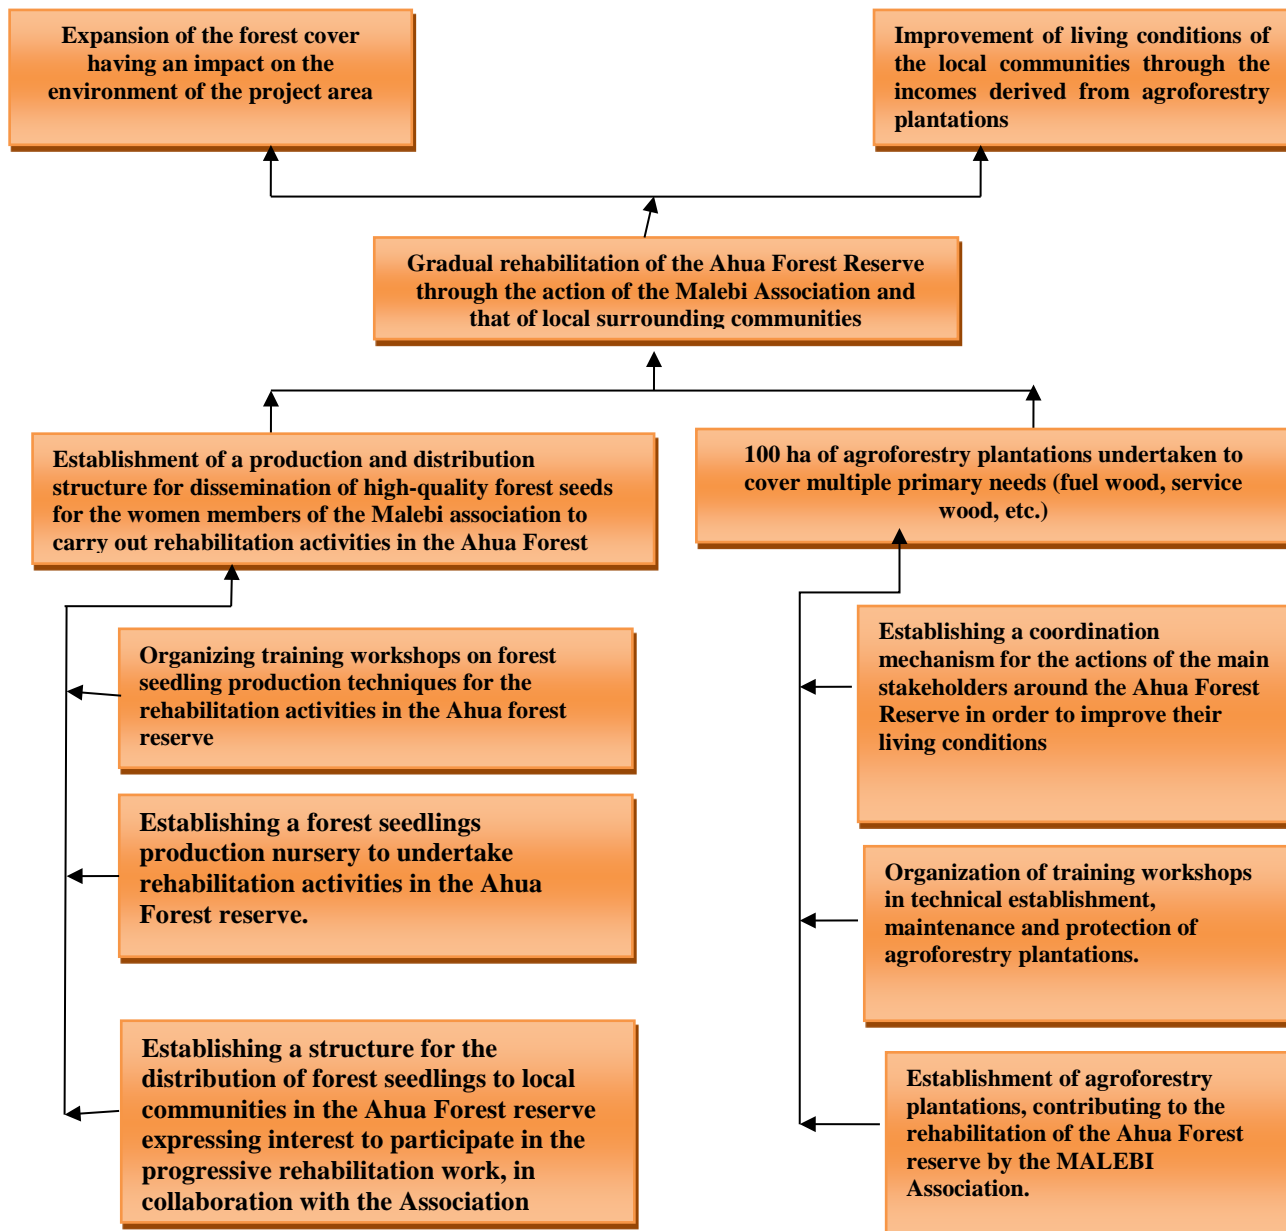 Expansion of the forest cover
having an impact on the
environment of the project area
Improvement of living conditions of
the local communities through the
incomes derived from agroforestry
plantations
Gradual rehabilitation of the Ahua Forest Reserve
through the action of the Malebi Association and
that of local surrounding communities
Establishment of a production and distribution
structure for dissemination of high-quality forest seeds
for the women members of the Malebi association to
carry out rehabilitation activities in the Ahua Forest
100 ha of agroforestry plantations undertaken to
cover multiple primary needs (fuel wood, service
wood, etc.)
Organizing training workshops on forest
seedling production techniques for the
rehabilitation activities in the Ahua forest
reserve
Establishing a forest seedlings
production nursery to undertake
rehabilitation activities in the Ahua
Forest reserve.
Establishing a structure for the
distribution of forest seedlings to local
communities in the Ahua Forest reserve
expressing interest to participate in the
progressive rehabilitation work, in
collaboration with the Association
Establishing a coordination
mechanism for the actions of the main
stakeholders around the Ahua Forest
Reserve in order to improve their
living conditions
Organization of training workshops
in technical establishment,
maintenance and protection of
agroforestry plantations.
Establishment of agroforestry
plantations, contributing to the
rehabilitation of the Ahua Forest
reserve by the MALEBI
Association.